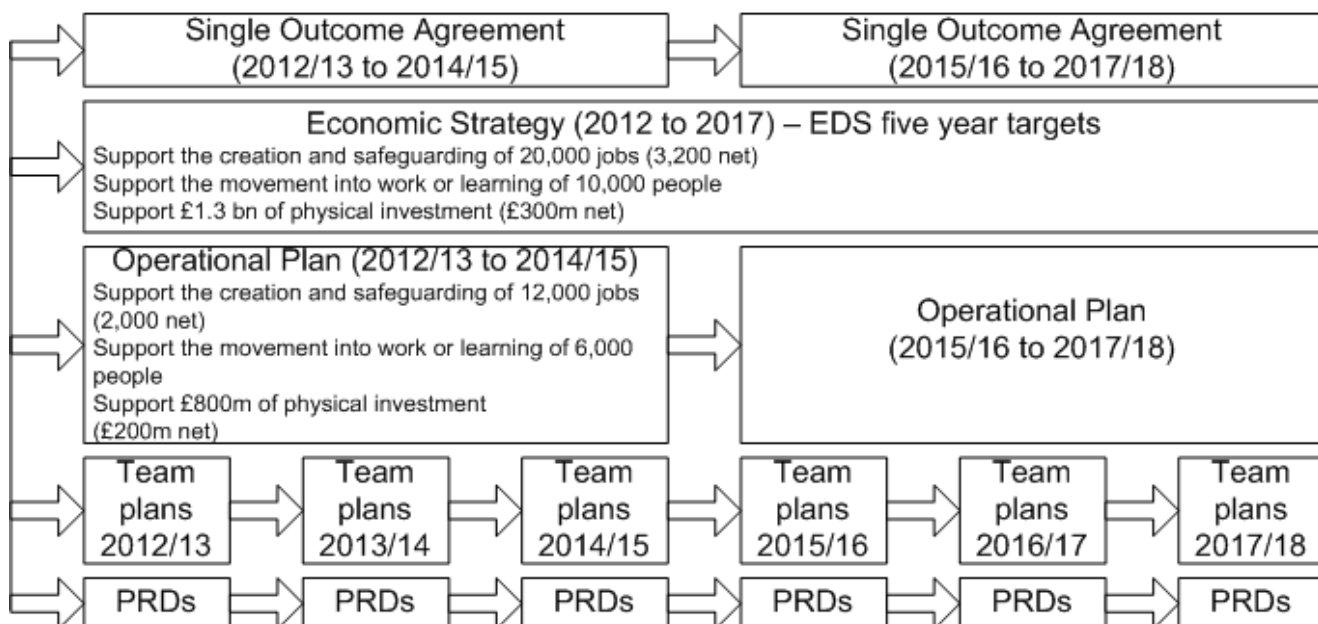 Single Outcome Agreement
(2012/13 to 2014/15)
Single Outcome Agreement
(2015/16 to 2017/18)
Economic Strategy (2012 to 2017) – EDS five year targets
Support the creation and safeguarding of 20,000 jobs (3,200 net)
Support the movement into work or learning of 10,000 people
Support £1.3 bn of physical investment (£300m net)
Operational Plan (2012/13 to 2014/15)
Support the creation and safeguarding of 12,000 jobs
(2,000 net)
Support the movement into work or learning of 6,000
people
Support £800m of physical investment
(£200m net)
Operational Plan
(2015/16 to 2017/18)
Team
plans
2012/13
Team
plans
2013/14
Team
plans
2014/15
Team
plans
2015/16
Team
plans
2016/17
Team
plans
2017/18
PRDs
PRDs
PRDs
PRDs
PRDs
PRDs